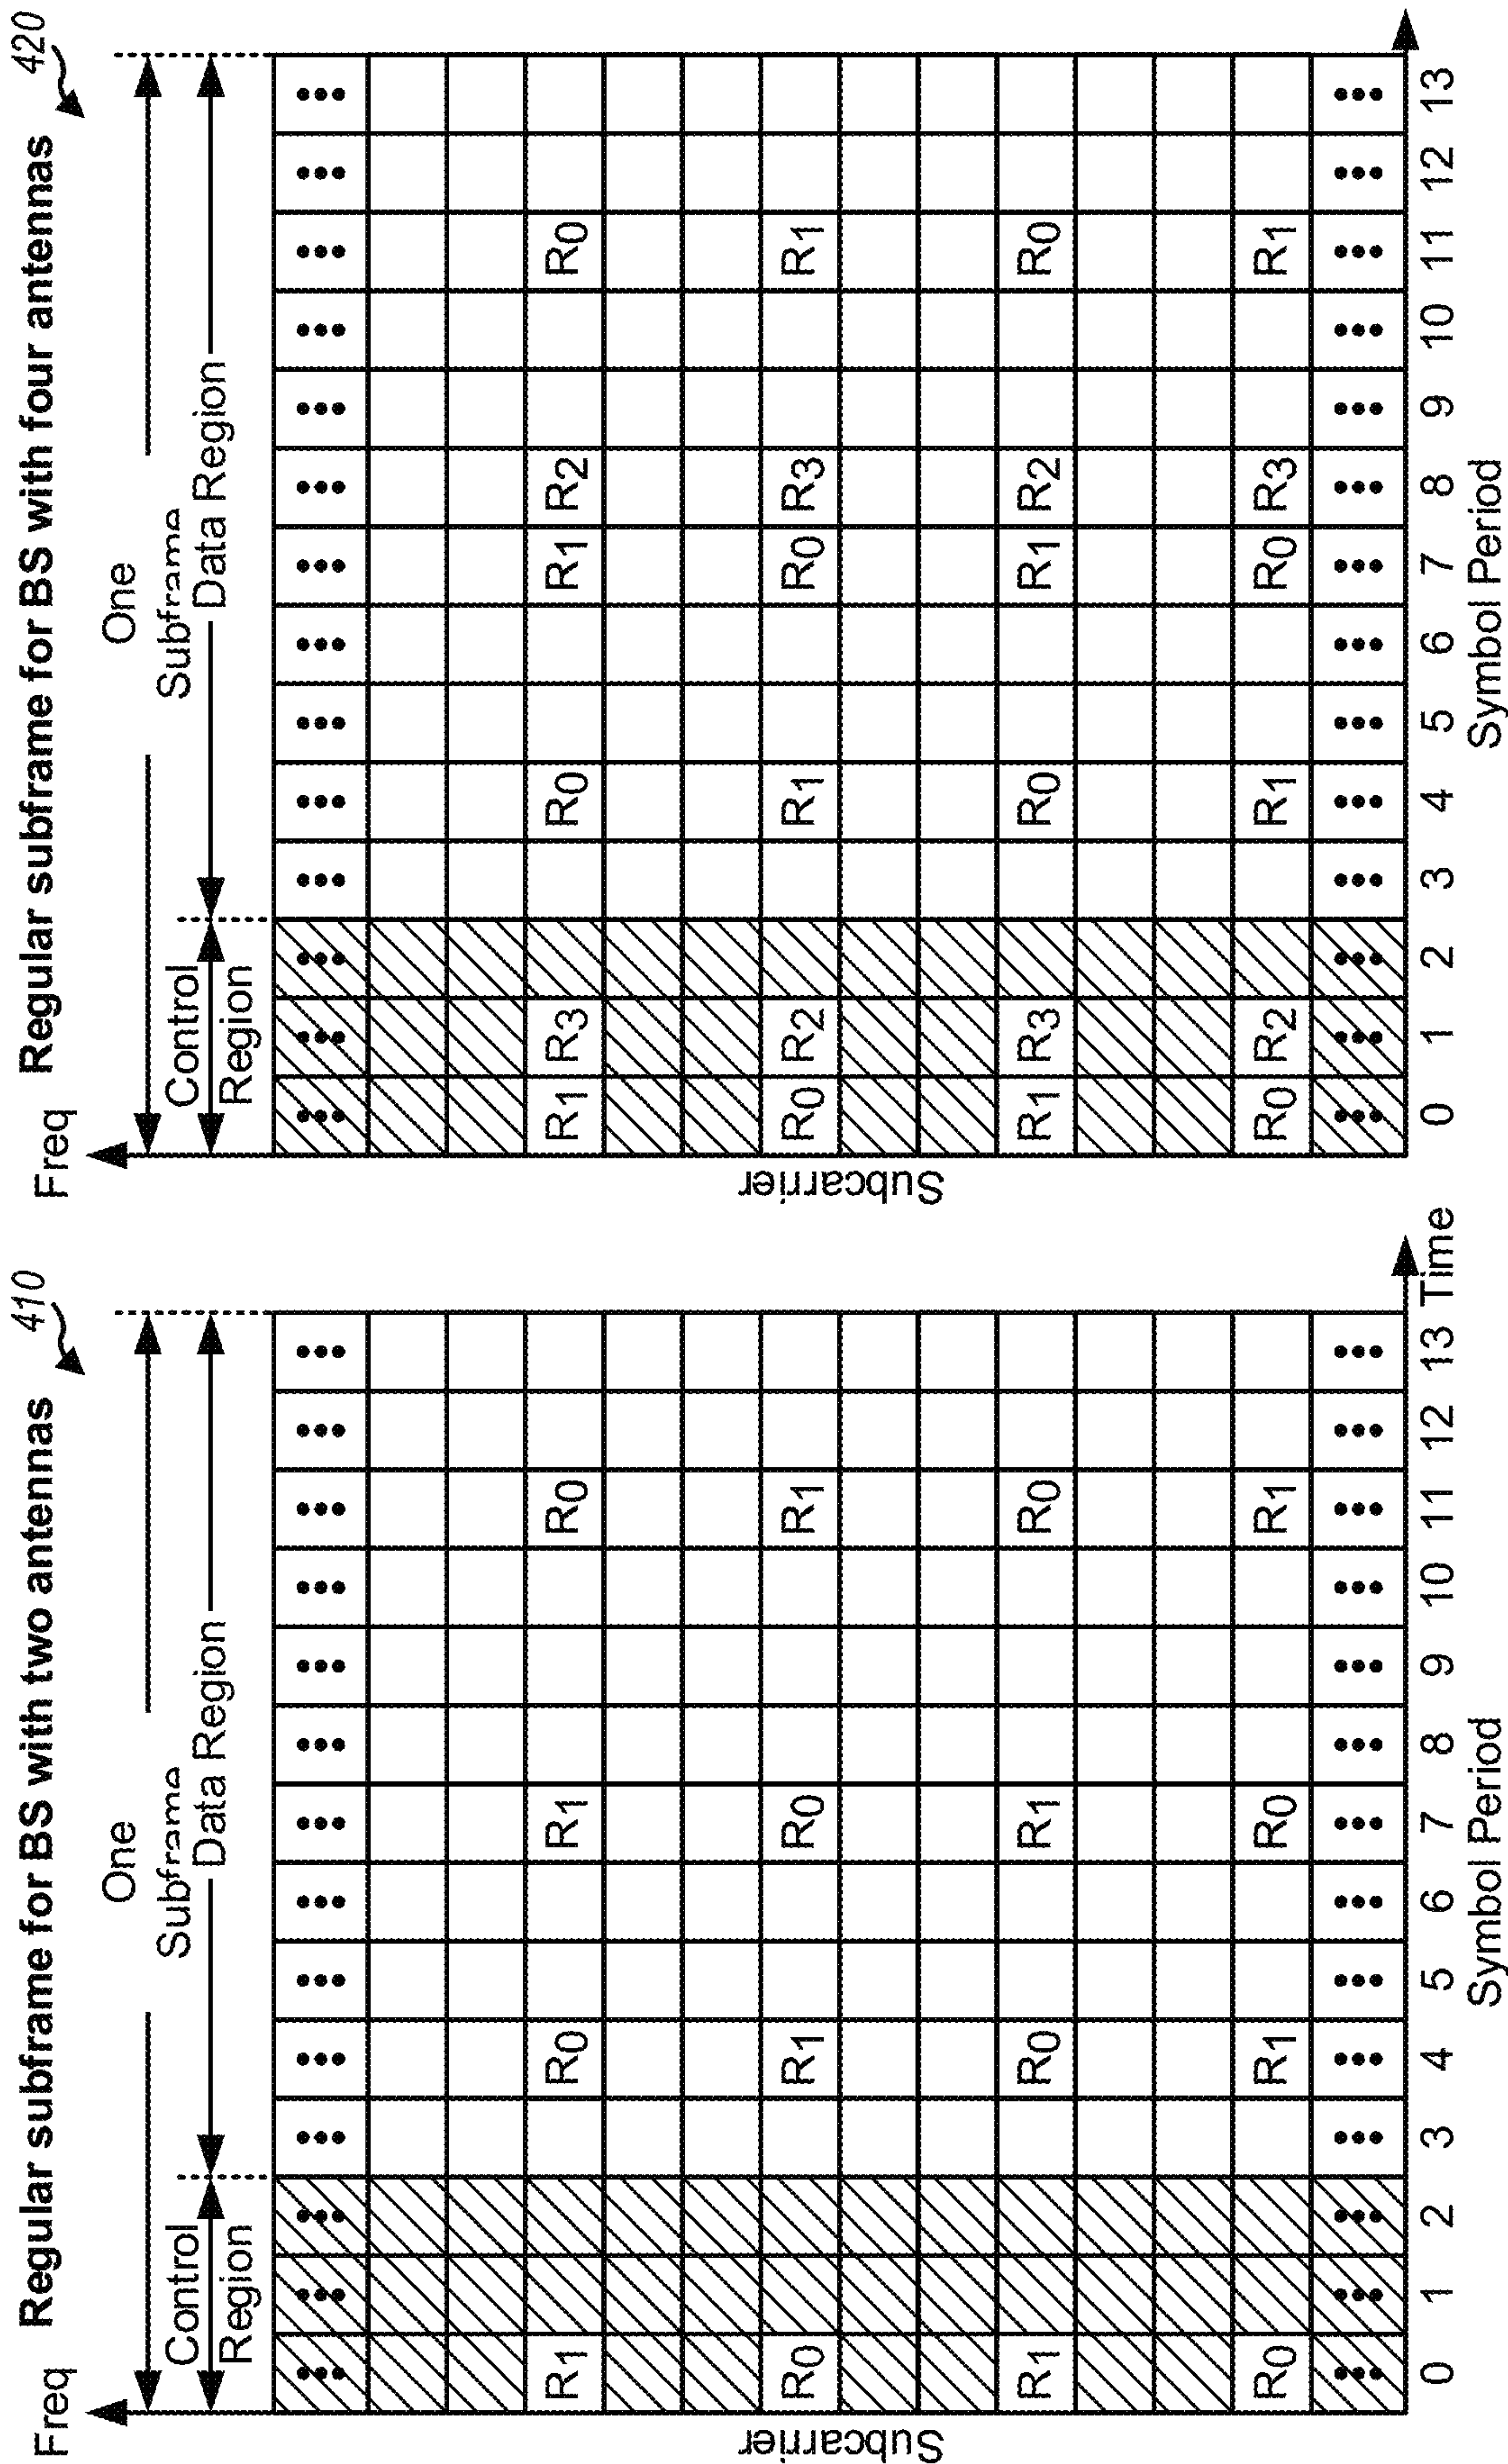 Regular subframe for BS with two antennas
410
Freq
One
Subframe
Control
Region
Data Region
Subcarrier
••• ••• ••• ••• ••• ••• ••• ••• ••• ••• ••• ••• ••• •••
R1 R0 R1 R0
R0 R1 R0 R1
R1 R0 R1 R0
R0 R1 R0 R1
••• ••• ••• ••• ••• ••• ••• ••• ••• ••• ••• ••• ••• •••
0 1 2 3 4 5 6 7 8 9 10 11 12 13
Time
Symbol Period
Regular subframe for BS with four antennas
420
Freq
One
Subframe
Control
Region
Data Region
Subcarrier
••• ••• ••• ••• ••• ••• ••• ••• ••• ••• ••• ••• ••• •••
R1 R3 R0 R1 R2 R0
R0 R2 R1 R0 R3 R1
R1 R3 R0 R1 R2 R0
R0 R2 R1 R0 R3 R1
••• ••• ••• ••• ••• ••• ••• ••• ••• ••• ••• ••• ••• •••
0 1 2 3 4 5 6 7 8 9 10 11 12 13
Symbol Period